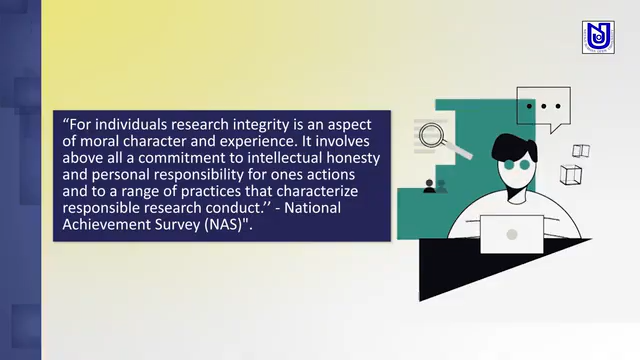 “For individuals research integrity is an aspect
of moral character and experience. It involves
above all a commitment to intellectual honesty
and personal responsibility for ones actions
and to a range of practices that characterize
responsible research conduct.’’ - National
Achievement Survey (NAS)".